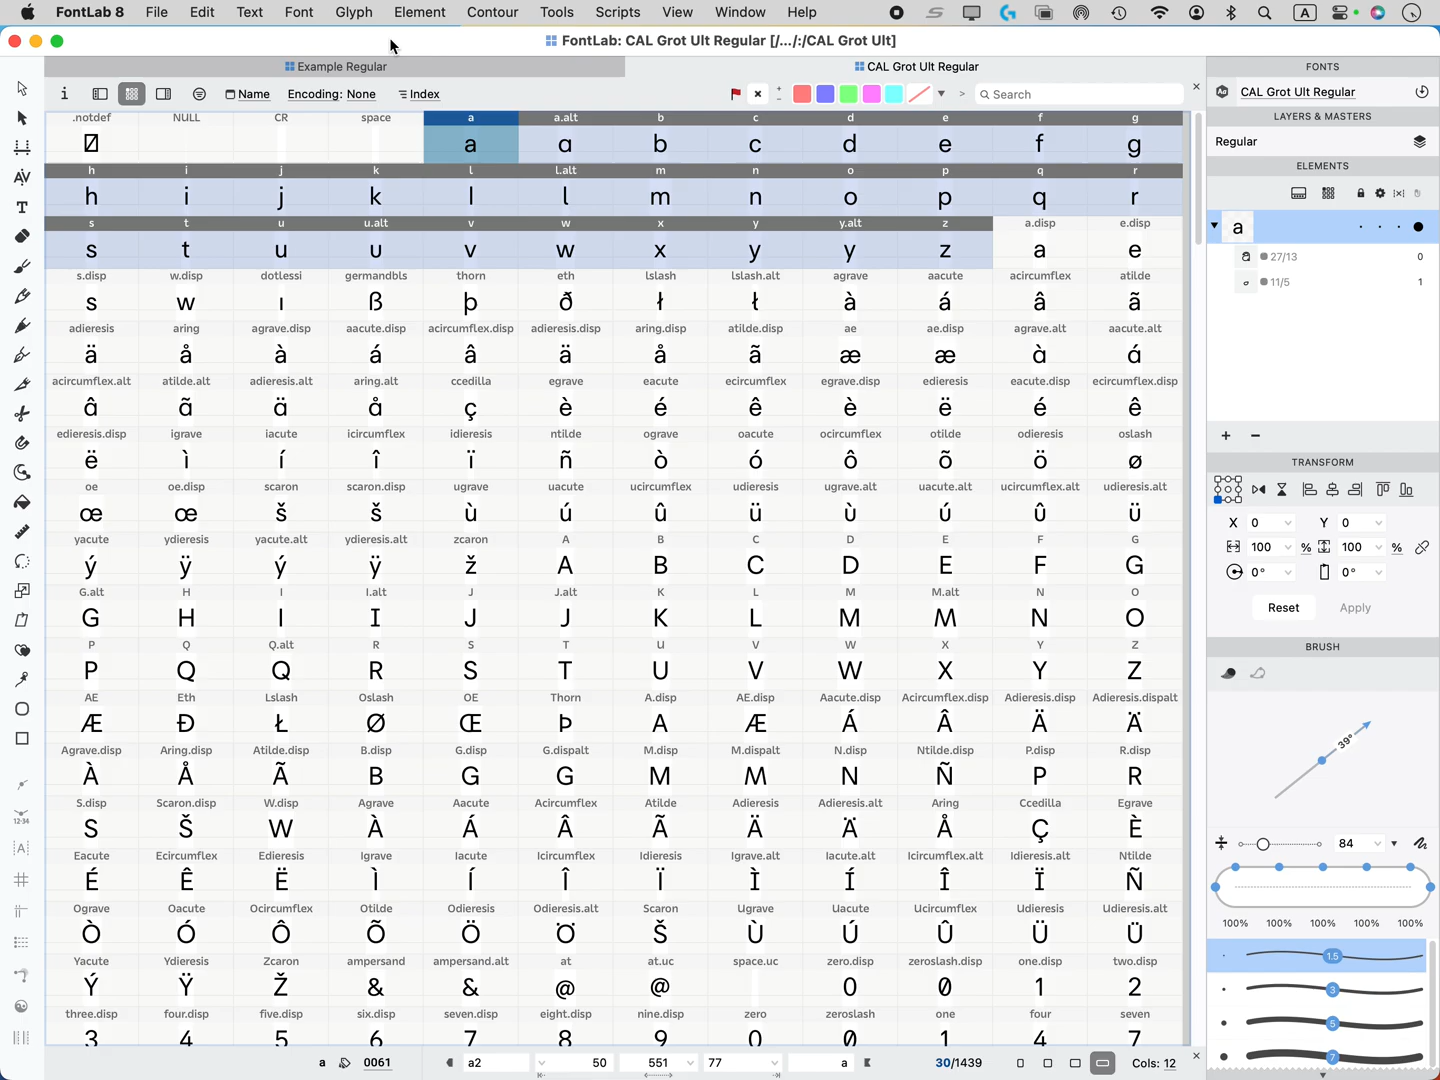 FontLab 8 File Edit Text Font Glyph Element Contour Tools Scripts View Window Help
FontLab: CAL Grot Ult Regular [/.../:/CAL Grot Ult]
Example Regular
CAL Grot Ult Regular
Name Encoding: None Index Search
.notdef NULL CR space a a.alt b c d e f g
0 a ɑ b c d e f g
h i j k l l.alt m n o p q r
h i j k l l m n o p q r
s t u u.alt v w x y y.alt z a.disp e.disp
s t u u v w x y y z a e
s.disp w.disp dotlessi germandbls thorn eth lslash lslash.alt agrave aacute acircumflex atilde
s w ı ß þ ð ł ł à á â ã
adieresis aring agrave.disp aacute.disp acircumflex.disp adieresis.disp aring.disp atilde.disp ae ae.disp agrave.alt aacute.alt
ä å à á â ä å ã æ æ ɑ̀ ɑ́
acircumflex.alt atilde.alt adieresis.alt aring.alt ccedilla egrave eacute ecircumflex egrave.disp edieresis eacute.disp ecircumflex.disp
ɑ̂ ɑ̃ ɑ̈ ɑ̊ ç è é ê è ë é ê
edieresis.disp igrave iacute icircumflex idieresis ntilde ograve oacute ocircumflex otilde odieresis oslash
ë ì í î ï ñ ò ó ô õ ö ø
oe oe.disp scaron scaron.disp ugrave uacute ucircumflex udieresis ugrave.alt uacute.alt ucircumflex.alt udieresis.alt
œ œ š š ù ú û ü ù ú û ü
yacute ydieresis yacute.alt ydieresis.alt zcaron A B C D E F G
ý ÿ ý ÿ ž A B C D E F G
G.alt H I I.alt J J.alt K L M M.alt N O
G H I I J J K L M M N O
P Q Q.alt R S T U V W X Y Z
P Q Q R S T U V W X Y Z
AE Eth Lslash Oslash OE Thorn A.disp AE.disp Aacute.disp Acircumflex.disp Adieresis.disp Adieresis.dispalt
Æ Ð Ł Ø Œ Þ A Æ Á Â Ä Ä
Agrave.disp Aring.disp Atilde.disp B.disp G.disp G.dispalt M.disp M.dispalt N.disp Ntilde.disp P.disp R.disp
À Å Ã B G G M M N Ñ P R
S.disp Scaron.disp W.disp Agrave Aacute Acircumflex Atilde Adieresis Adieresis.alt Aring Ccedilla Egrave
S Š W À Á Â Ã Ä Ä Å Ç È
Eacute Ecircumflex Edieresis Igrave Iacute Icircumflex Idieresis Igrave.alt Iacute.alt Icircumflex.alt Idieresis.alt Ntilde
É Ê Ë Ì Í Î Ï Ì Í Î Ï Ñ
Ograve Oacute Ocircumflex Otilde Odieresis Odieresis.alt Scaron Ugrave Uacute Ucircumflex Udieresis Udieresis.alt
Ò Ó Ô Õ Ö Ö Š Ù Ú Û Ü Ü
Yacute Ydieresis Zcaron ampersand ampersand.alt at at.uc space.uc zero.disp zeroslash.disp one.disp two.disp
Ý Ÿ Ž & & @ @ 0 0 1 2
three.disp four.disp five.disp six.disp seven.disp eight.disp nine.disp zero zeroslash one four seven
3 4 5 6 7 8 9 0 0 1 4 7
a 0061 a2 50 551 77 a 30/1439 Cols: 12
FONTS
CAL Grot Ult Regular
LAYERS & MASTERS
Regular
ELEMENTS
a
27/13 0
11/5 1
TRANSFORM
X 0 Y 0
100 % 100 %
0° 0°
Reset Apply
BRUSH
39°
84
100% 100% 100% 100% 100%
1.5
3
5
7